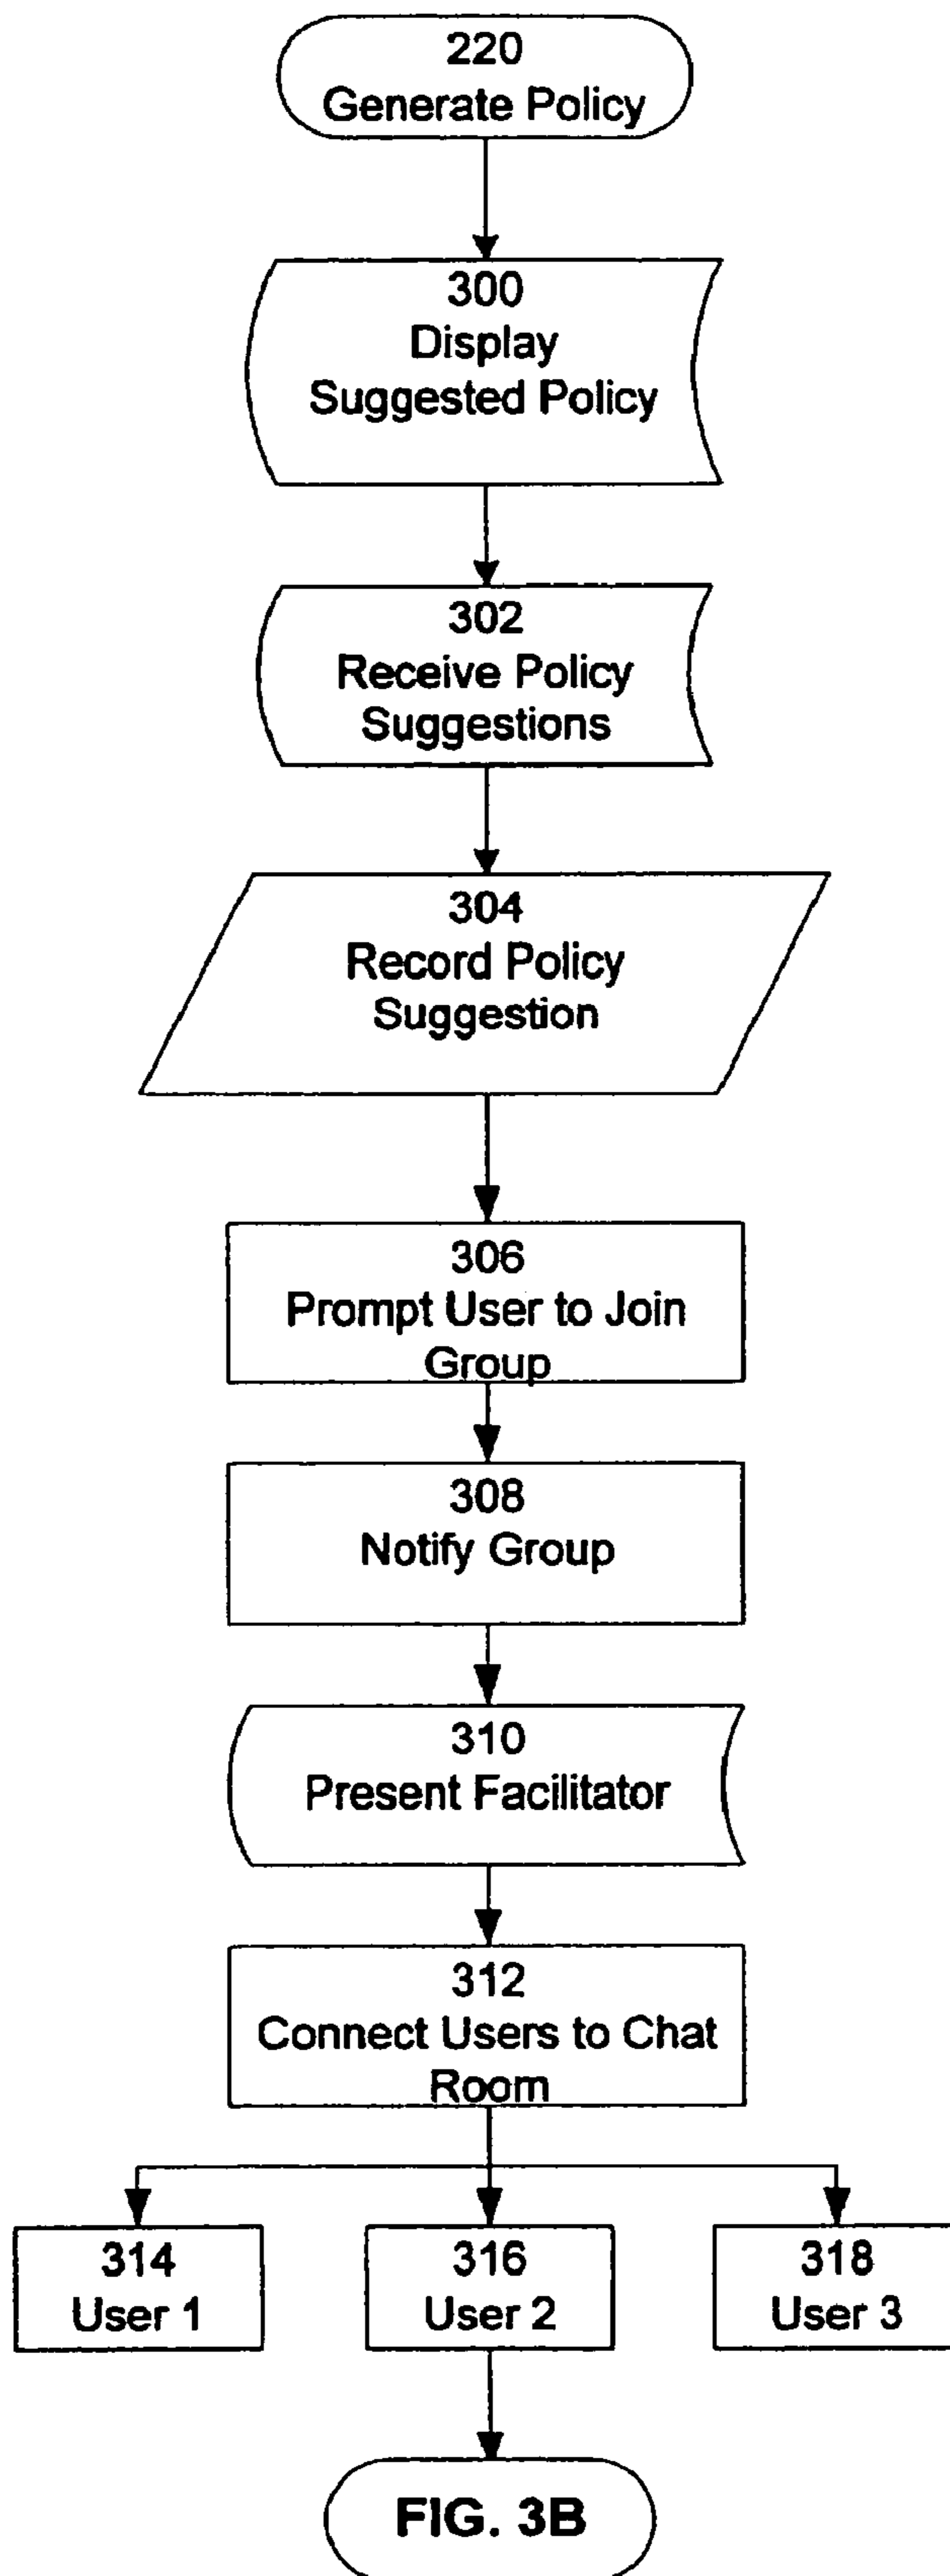 220
Generate Policy
300
Display
Suggested Policy
302
Receive Policy
Suggestions
304
Record Policy
Suggestion
306
Prompt User to Join
Group
308
Notify Group
310
Present Facilitator
312
Connect Users to Chat
Room
314
User 1
316
User 2
318
User 3
FIG. 3B